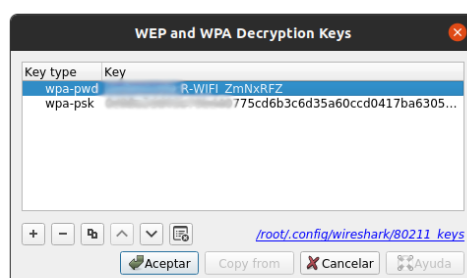 WEP and WPA Decryption Keys
Key type Key
wpa-pwd R-WIFI_ZmNxRFZ
wpa-psk 775cd6b3c6d35a60ccd0417ba6305...
/root/.config/wireshark/80211_keys
Aceptar Copy from Cancelar Ayuda